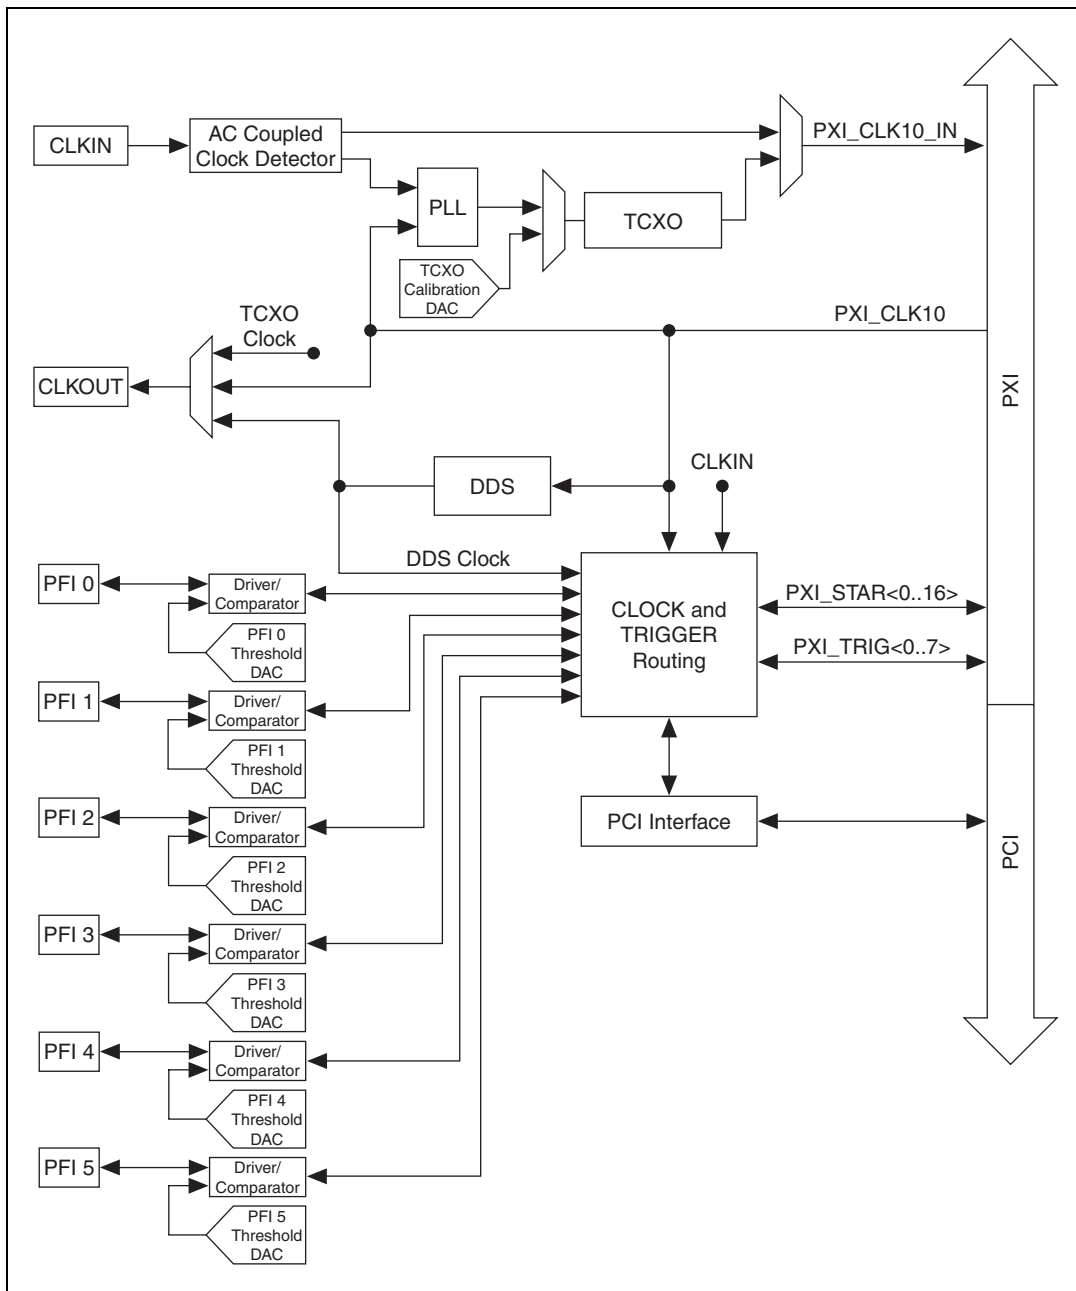 CLKIN
AC Coupled
Clock Detector
PXI_CLK10_IN
PLL
TCXO
TCXO
Calibration
DAC
TCXO
Clock
PXI_CLK10
CLKOUT
PXI
CLKIN
DDS
DDS Clock
PFI 0
Driver/
Comparator
PFI 0
Threshold
DAC
CLOCK and
TRIGGER
Routing
PXI_STAR<0..16>
PXI_TRIG<0..7>
PFI 1
Driver/
Comparator
PFI 1
Threshold
DAC
PFI 2
Driver/
Comparator
PFI 2
Threshold
DAC
PCI Interface
PCI
PFI 3
Driver/
Comparator
PFI 3
Threshold
DAC
PFI 4
Driver/
Comparator
PFI 4
Threshold
DAC
PFI 5
Driver/
Comparator
PFI 5
Threshold
DAC